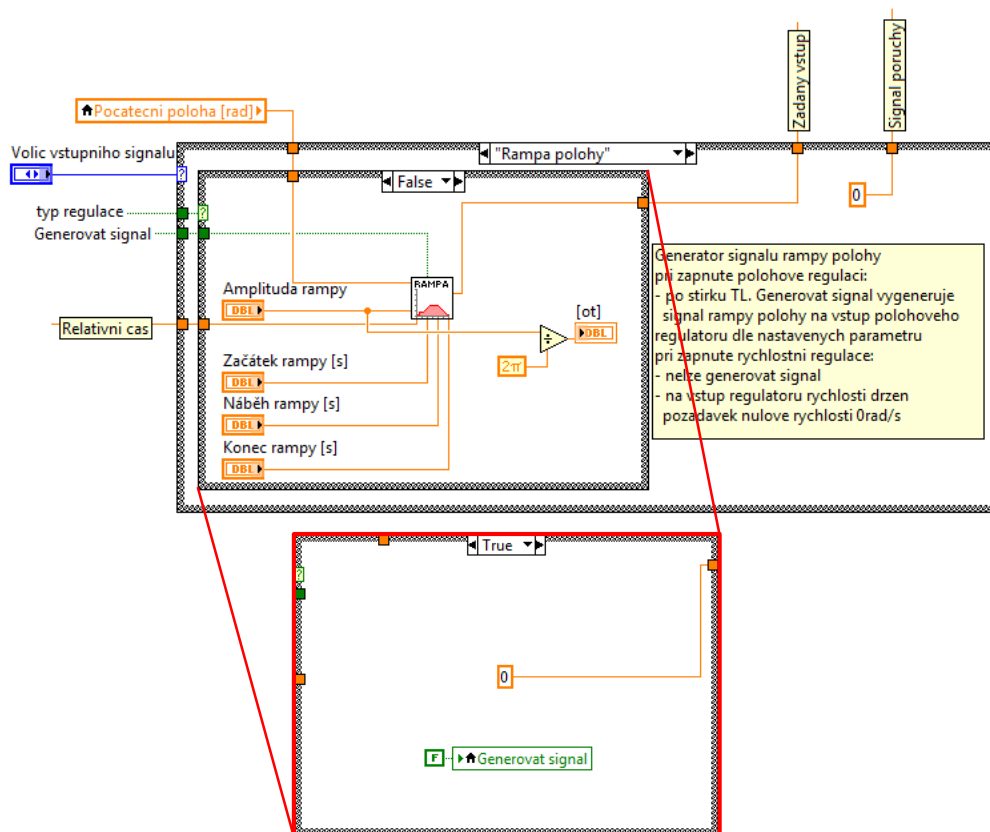 Zadany vstup
Signal poruchy
Pocatecni poloha [rad]
Volic vstupniho signalu
"Rampa polohy"
?
False
0
typ regulace
?
Generovat signal
Generator signalu rampy polohy
pri zapnute polohove regulaci:
- po stirku TL. Generovat signal vygeneruje
signal rampy polohy na vstup polohoveho
regulatoru dle nastavenych parametru
pri zapnute rychlostni regulace:
- nelze generovat signal
- na vstup regulatoru rychlosti drzen
pozadavek nulove rychlosti 0rad/s
RAMPA
Amplituda rampy
DBL
[ot]
DBL
Relativni cas
÷
2π
Začátek rampy [s]
DBL
Náběh rampy [s]
DBL
Konec rampy [s]
DBL
True
?
0
F
Generovat signal